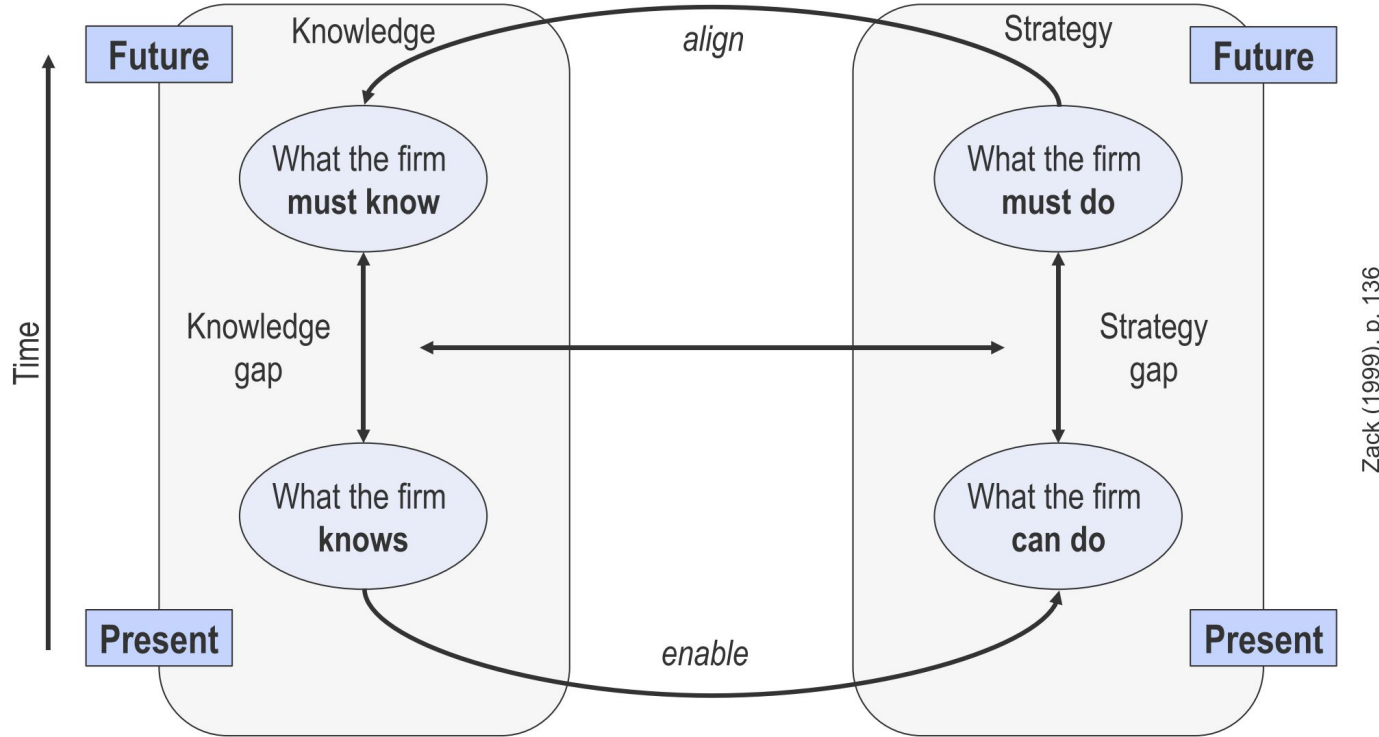 Knowledge
align
Strategy
Future
Future
What the firm
must know
What the firm
must do
Time
Knowledge
gap
Strategy
gap
What the firm
knows
What the firm
can do
Present
enable
Present
Zack (1999), p. 136